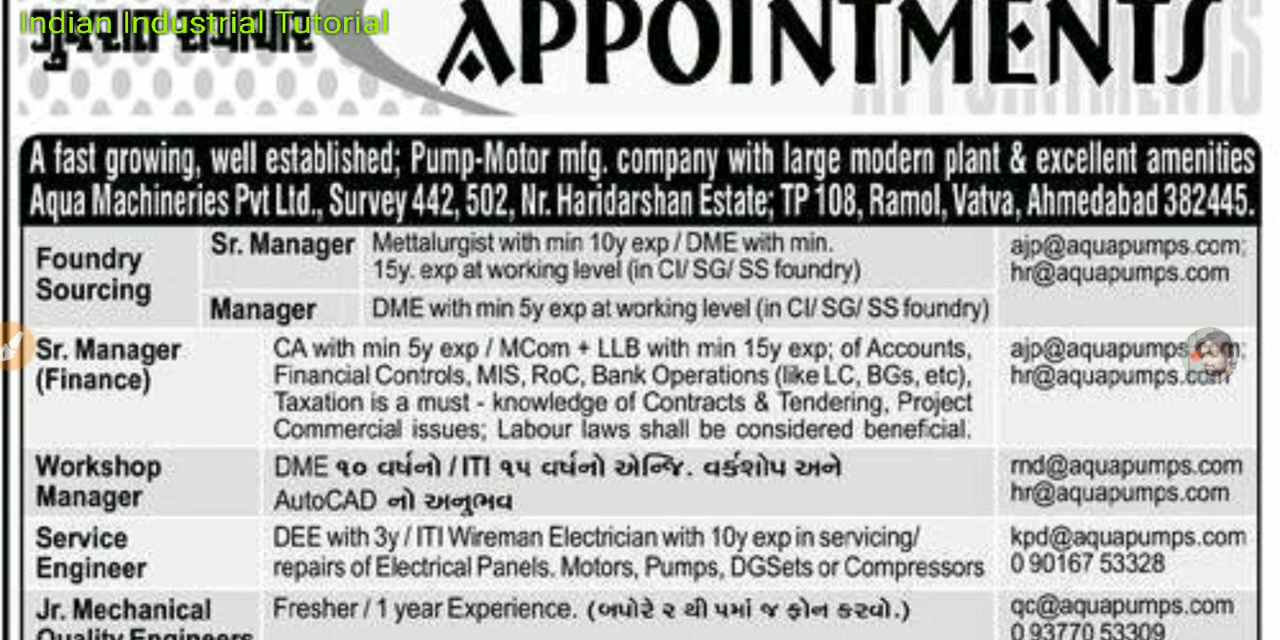 Indian Industrial Tutorial
ગુજરાત સમાચાર
APPOINTMENTS
A fast growing, well established; Pump-Motor mfg. company with large modern plant & excellent amenities
Aqua Machineries Pvt Ltd., Survey 442, 502, Nr. Haridarshan Estate; TP 108, Ramol, Vatva, Ahmedabad 382445.
Foundry
Sourcing
Sr. Manager
Mettalurgist with min 10y exp / DME with min.
15y. exp at working level (in CI/ SG/ SS foundry)
Manager
DME with min 5y exp at working level (in CI/ SG/ SS foundry)
ajp@aquapumps.com;
hr@aquapumps.com
Sr. Manager
(Finance)
CA with min 5y exp / MCom + LLB with min 15y exp; of Accounts,
Financial Controls, MIS, RoC, Bank Operations (like LC, BGs, etc),
Taxation is a must - knowledge of Contracts & Tendering, Project
Commercial issues; Labour laws shall be considered beneficial.
hr@aquapumps.com
Workshop
Manager
DME ૧૦ વર્ષનો / ITI ૧૫ વર્ષનો એન્જિ. વર્કશોપ અને
AutoCAD નો અનુભવ
rnd@aquapumps.com
hr@aquapumps.com
Service
Engineer
DEE with 3y / ITI Wireman Electrician with 10y exp in servicing/
repairs of Electrical Panels. Motors, Pumps, DGSets or Compressors
kpd@aquapumps.com
0 90167 53328
Jr. Mechanical
Quality Engineers
Fresher / 1 year Experience. (બપોરે ૨ થી ૫માં જ ફોન કરવો.)
qc@aquapumps.com
0 93770 53309